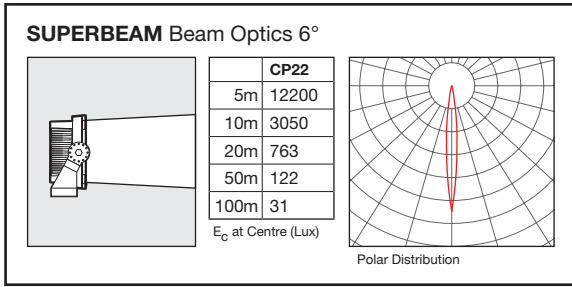 SUPERBEAM Beam Optics 6°
CP22
5m 12200
10m 3050
20m 763
50m 122
100m 31
EC at Centre (Lux)
Polar Distribution